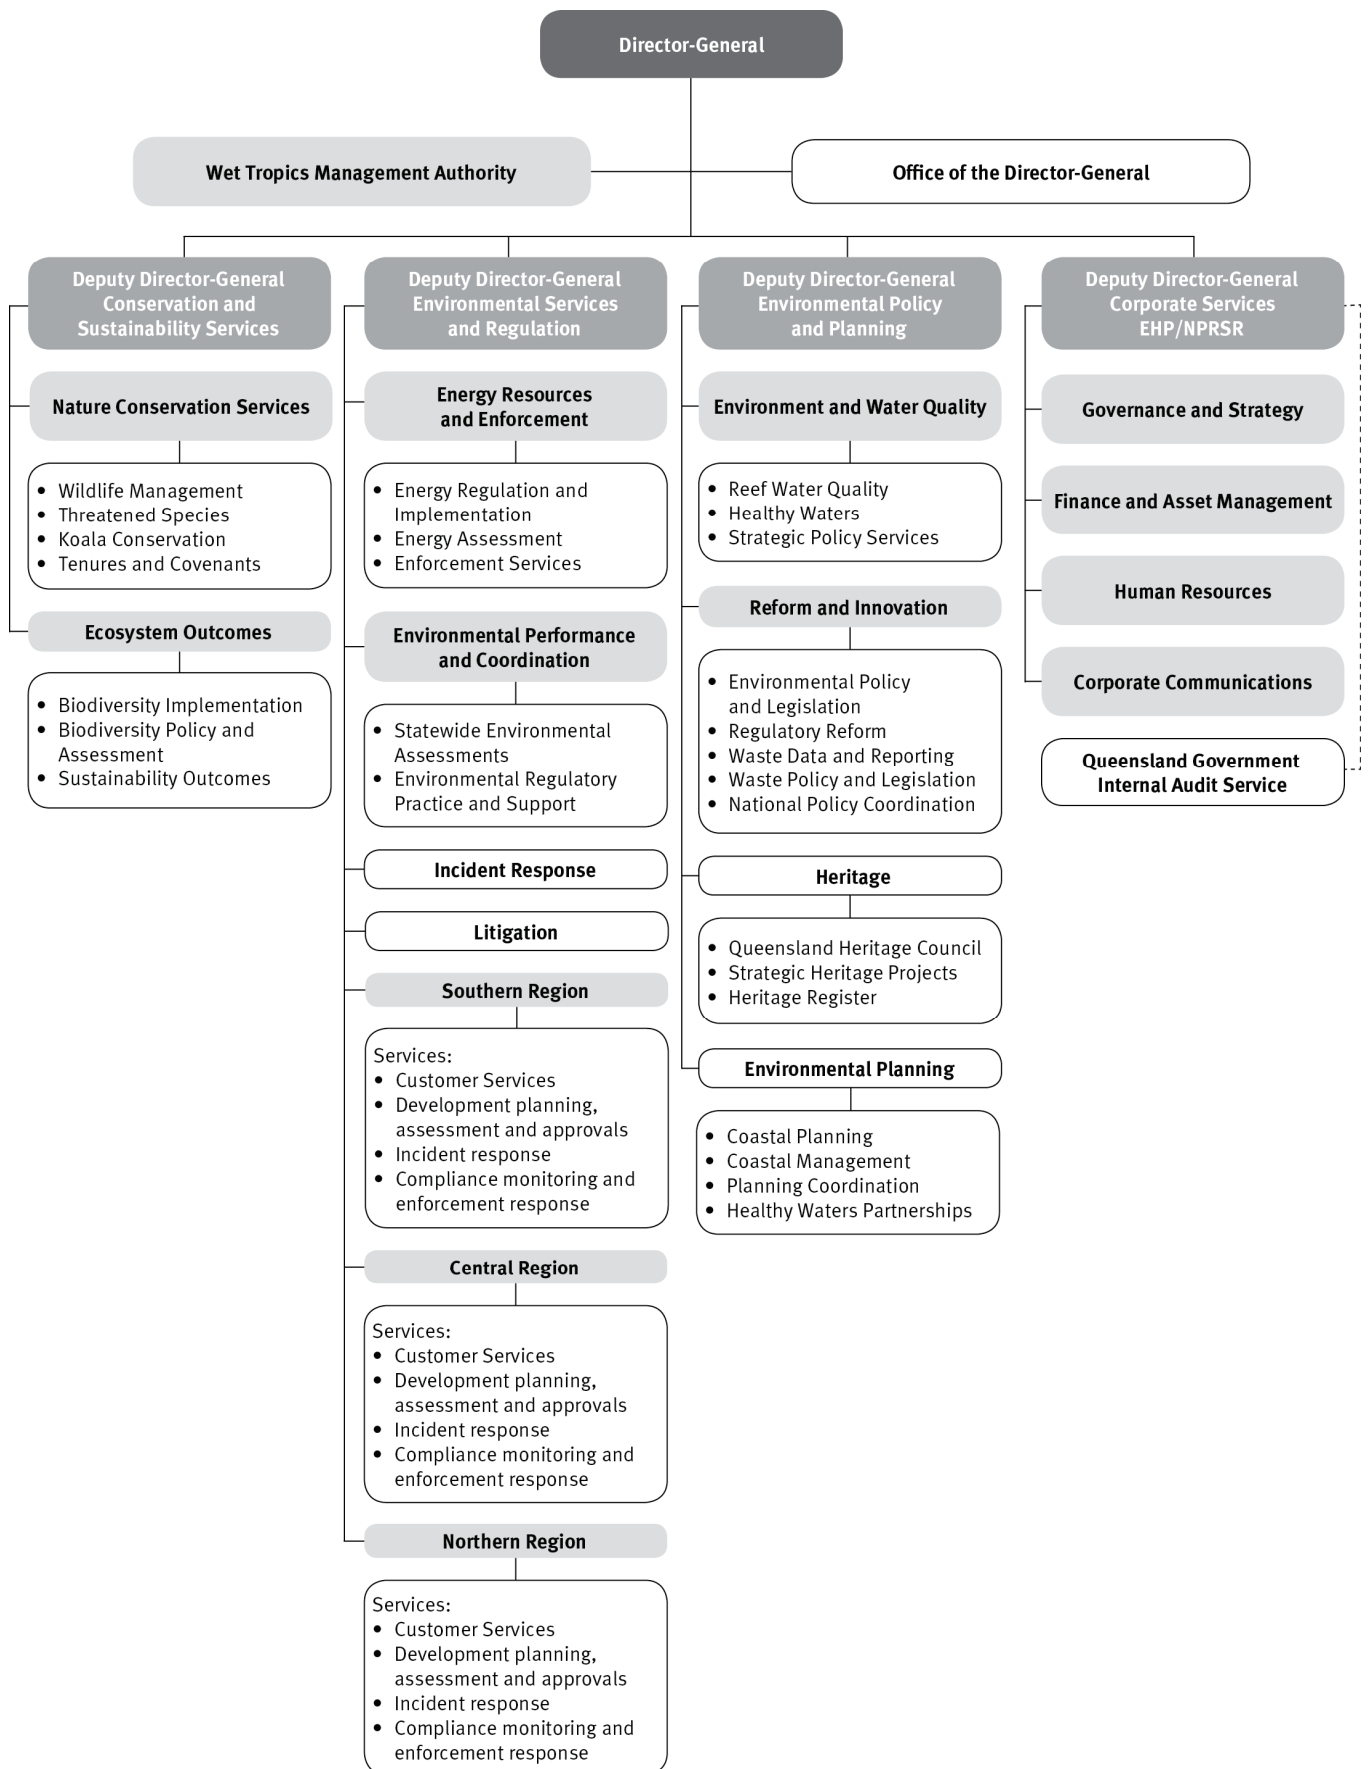 Director-General
Wet Tropics Management Authority
Office of the Director-General
Deputy Director-General
Conservation and
Sustainability Services
Nature Conservation Services
• Wildlife Management
• Threatened Species
• Koala Conservation
• Tenures and Covenants
Ecosystem Outcomes
• Biodiversity Implementation
• Biodiversity Policy and
Assessment
• Sustainability Outcomes
Deputy Director-General
Environmental Services
and Regulation
Energy Resources
and Enforcement
• Energy Regulation and
Implementation
• Energy Assessment
• Enforcement Services
Environmental Performance
and Coordination
• Statewide Environmental
Assessments
• Environmental Regulatory
Practice and Support
Incident Response
Litigation
Southern Region
Services:
• Customer Services
• Development planning,
assessment and approvals
• Incident response
• Compliance monitoring and
enforcement response
Central Region
Services:
• Customer Services
• Development planning,
assessment and approvals
• Incident response
• Compliance monitoring and
enforcement response
Northern Region
Services:
• Customer Services
• Development planning,
assessment and approvals
• Incident response
• Compliance monitoring and
enforcement response
Deputy Director-General
Environmental Policy
and Planning
Environment and Water Quality
• Reef Water Quality
• Healthy Waters
• Strategic Policy Services
Reform and Innovation
• Environmental Policy
and Legislation
• Regulatory Reform
• Waste Data and Reporting
• Waste Policy and Legislation
• National Policy Coordination
Heritage
• Queensland Heritage Council
• Strategic Heritage Projects
• Heritage Register
Environmental Planning
• Coastal Planning
• Coastal Management
• Planning Coordination
• Healthy Waters Partnerships
Deputy Director-General
Corporate Services
EHP/NPRSR
Governance and Strategy
Finance and Asset Management
Human Resources
Corporate Communications
Queensland Government
Internal Audit Service